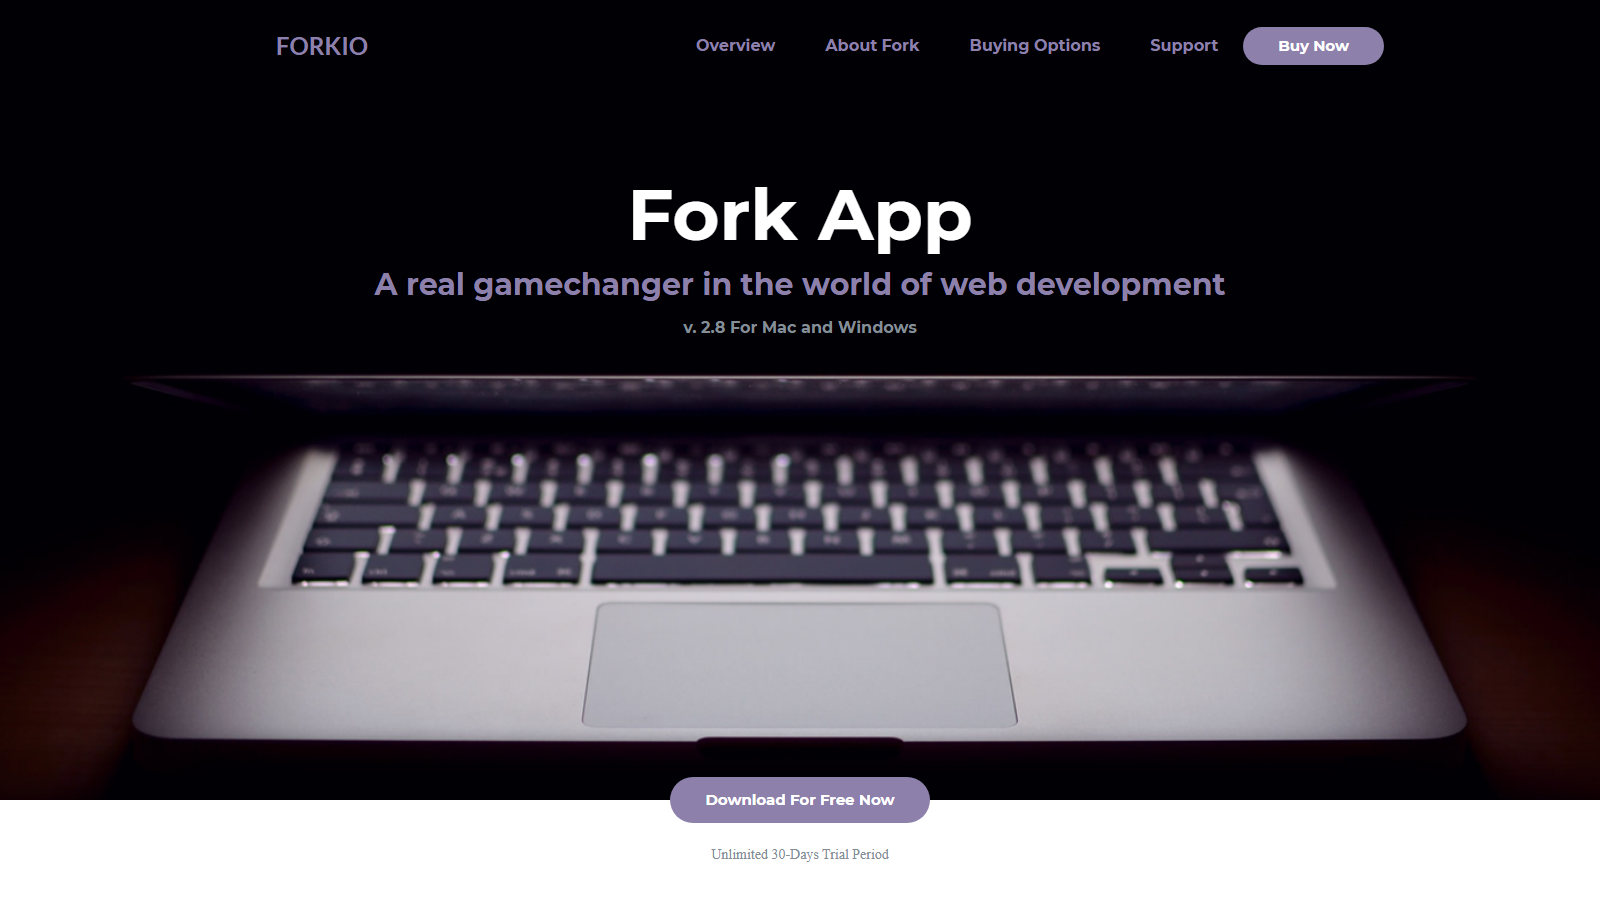 FORKIO
Overview
About Fork
Buying Options
Support
Buy Now
Fork App
A real gamechanger in the world of web development
v. 2.8 For Mac and Windows
Download For Free Now
Unlimited 30-Days Trial Period